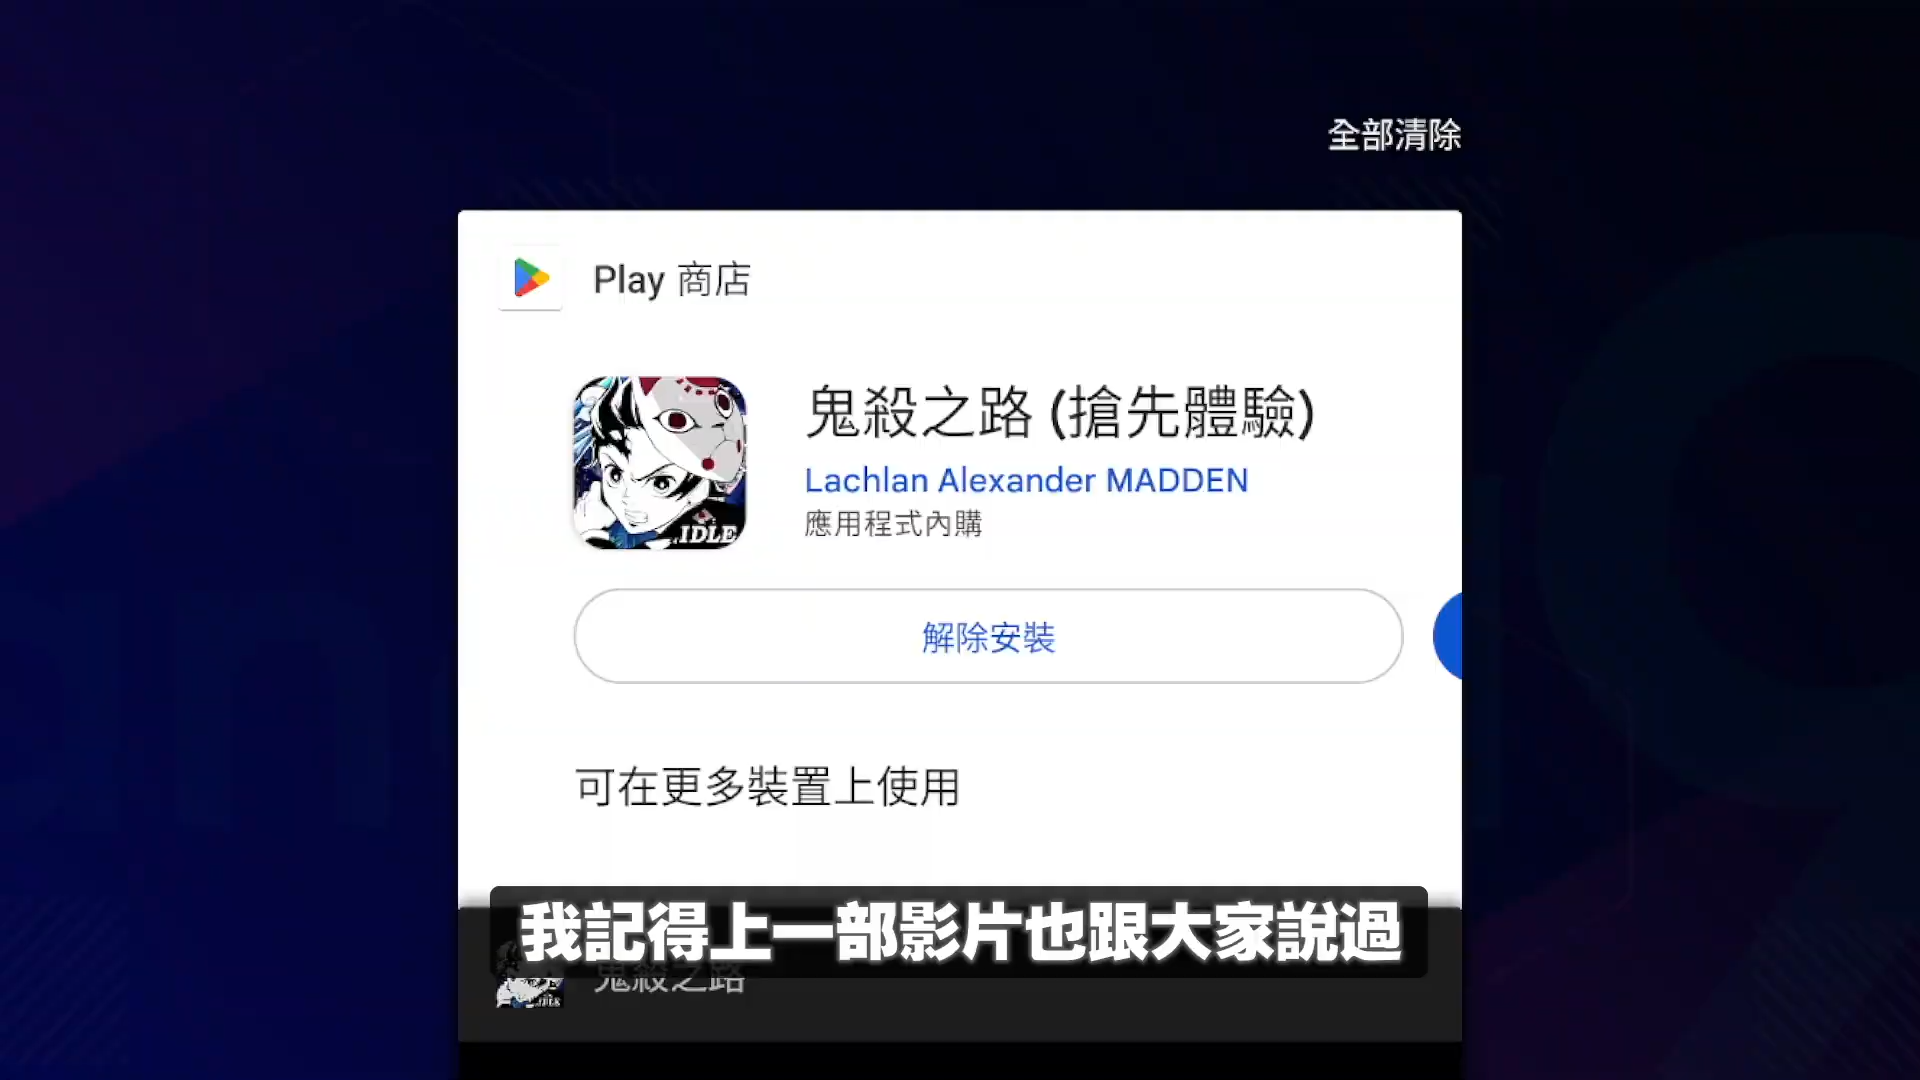 全部清除
Play 商店
鬼殺之路 (搶先體驗)
Lachlan Alexander MADDEN
應用程式內購
IDLE
解除安裝
可在更多裝置上使用
我記得上一部影片也跟大家說過
鬼殺之路
IDLE